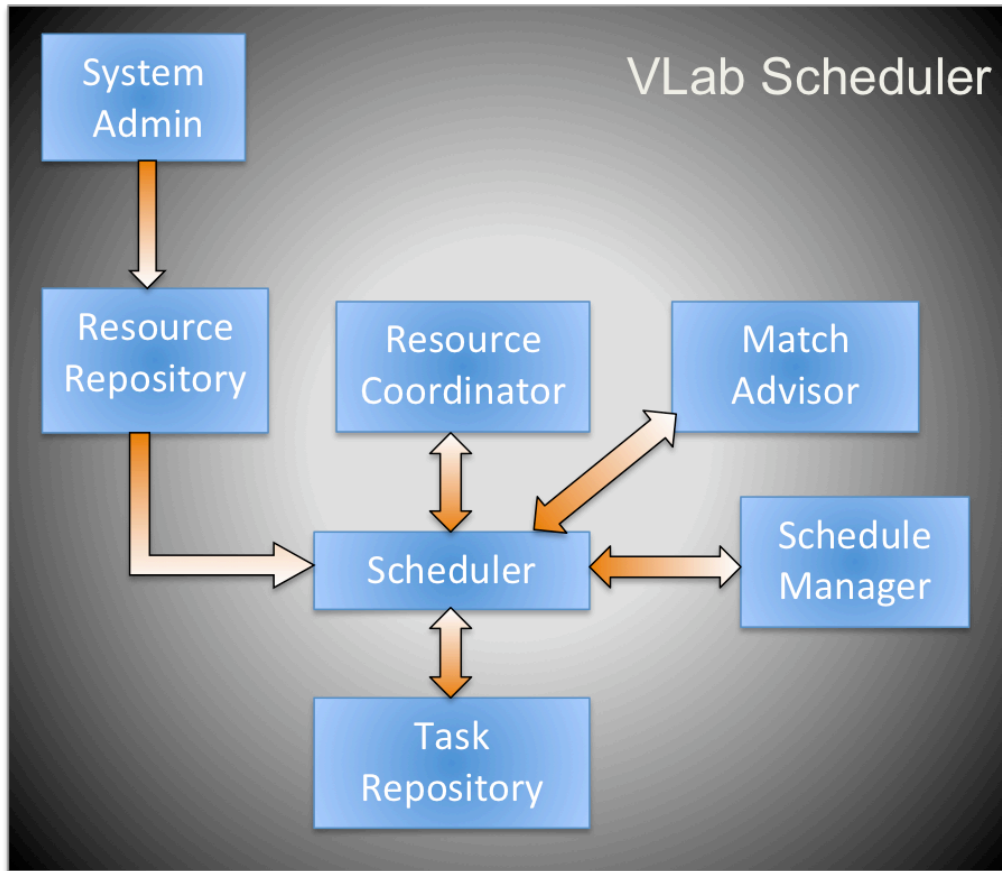 VLab Scheduler
System
Admin
Resource
Repository
Resource
Coordinator
Match
Advisor
Scheduler
Schedule
Manager
Task
Repository